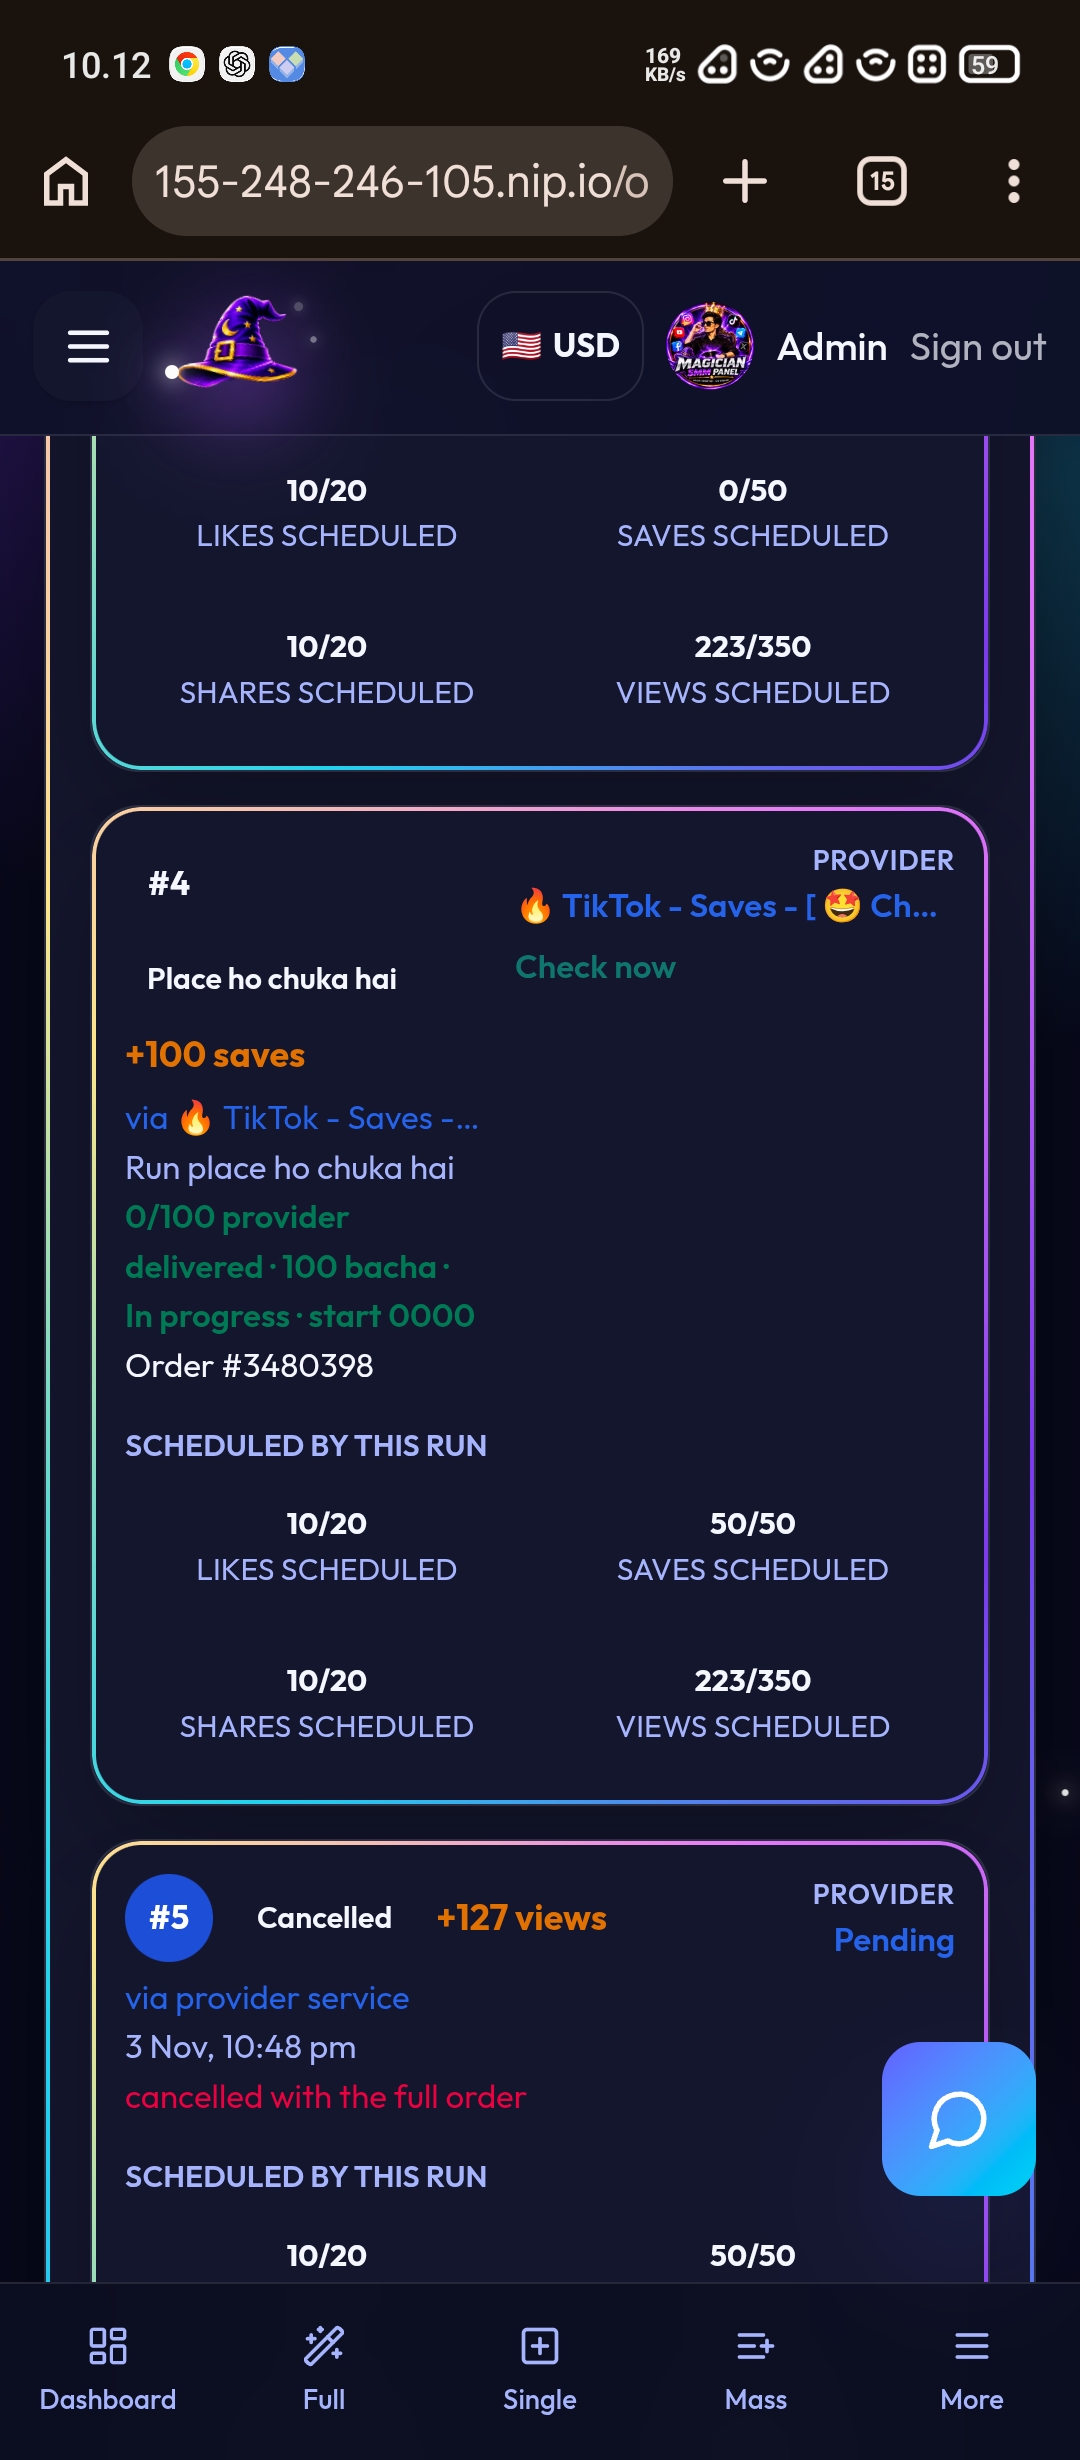 10.12
169
KB/s
59
155-248-246-105.nip.io/o
15
🇺🇸 USD
MAGICIAN
SMM PANEL
Admin
Sign out
10/20
LIKES SCHEDULED
0/50
SAVES SCHEDULED
10/20
SHARES SCHEDULED
223/350
VIEWS SCHEDULED
#4
PROVIDER
🔥 TikTok - Saves - [ 🤩 Ch...
Place ho chuka hai
Check now
+100 saves
via 🔥 TikTok - Saves -...
Run place ho chuka hai
0/100 provider
delivered · 100 bacha ·
In progress · start 0000
Order #3480398
SCHEDULED BY THIS RUN
10/20
LIKES SCHEDULED
50/50
SAVES SCHEDULED
10/20
SHARES SCHEDULED
223/350
VIEWS SCHEDULED
#5
Cancelled
+127 views
PROVIDER
Pending
via provider service
3 Nov, 10:48 pm
cancelled with the full order
SCHEDULED BY THIS RUN
10/20
50/50
Dashboard
Full
Single
Mass
More